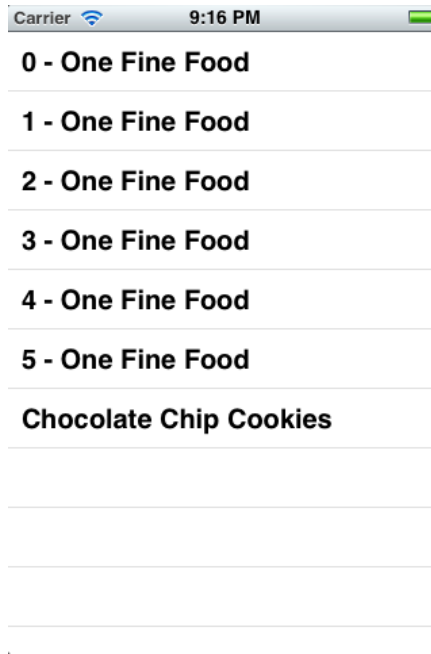 Carrier 9:16 PM
0 - One Fine Food
1 - One Fine Food
2 - One Fine Food
3 - One Fine Food
4 - One Fine Food
5 - One Fine Food
Chocolate Chip Cookies